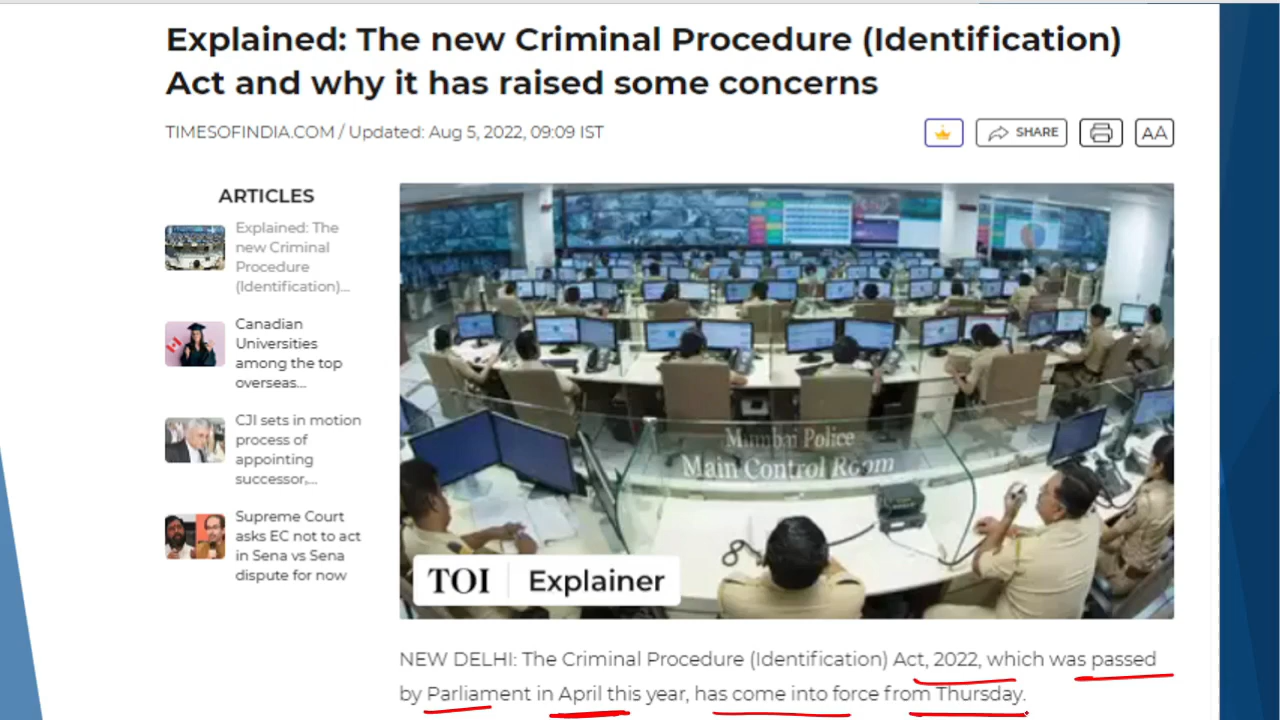 Explained: The new Criminal Procedure (Identification)
Act and why it has raised some concerns
TIMESOFINDIA.COM / Updated: Aug 5, 2022, 09:09 IST
SHARE
AA
ARTICLES
Explained: The
new Criminal
Procedure
(Identification)...
Canadian
Universities
among the top
overseas...
CJI sets in motion
process of
appointing
successor,...
Supreme Court
asks EC not to act
in Sena vs Sena
dispute for now
Mumbai Police
Main Control Room
TOI Explainer
NEW DELHI: The Criminal Procedure (Identification) Act, 2022, which was passed
by Parliament in April this year, has come into force from Thursday.